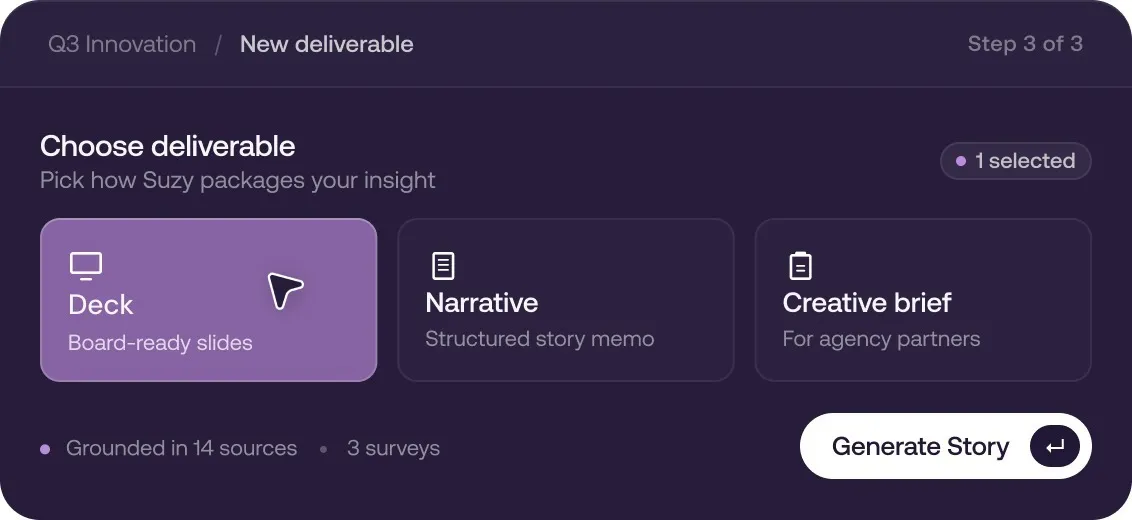 Q3 Innovation / New deliverable
Step 3 of 3
Choose deliverable
Pick how Suzy packages your insight
1 selected
Deck
Board-ready slides
Narrative
Structured story memo
Creative brief
For agency partners
Grounded in 14 sources • 3 surveys
Generate Story